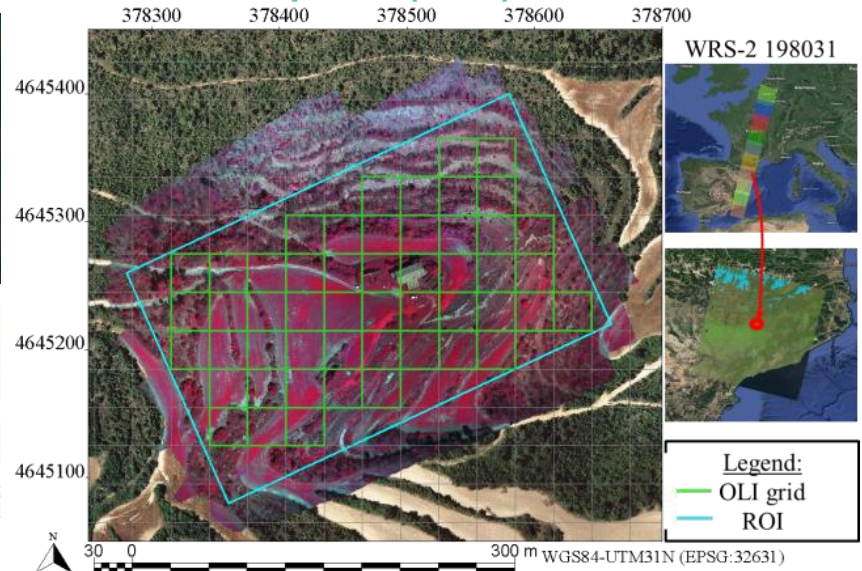 378300 378400 378500 378600 378700
WRS-2 198031
4645400
4645300
4645200
4645100
Legend:
OLI grid
ROI
N
30 0 300 m WGS84-UTM31N (EPSG:32631)